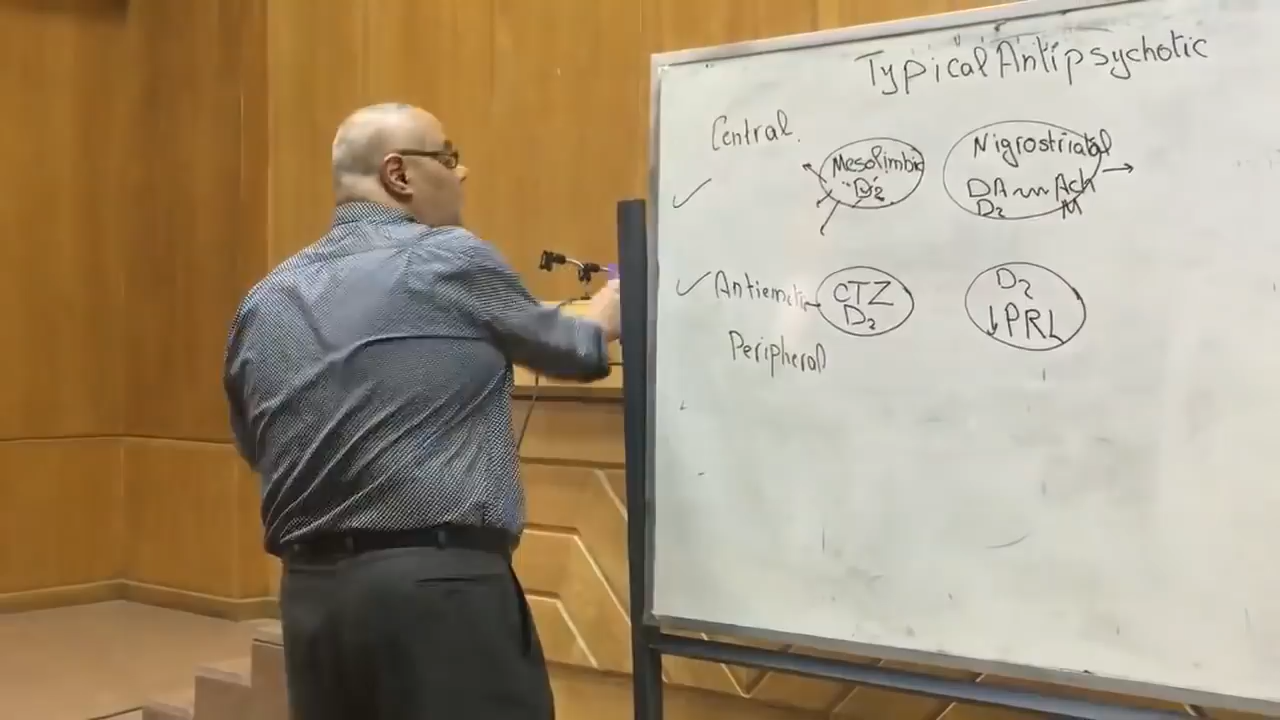 Typical Antipsychotic
Central.
Mesolimbic
"D2"
Nigrostriatal
DA Ach
D2 M
Antiemetic
CTZ
D2
D2
↓PRL
Peripheral